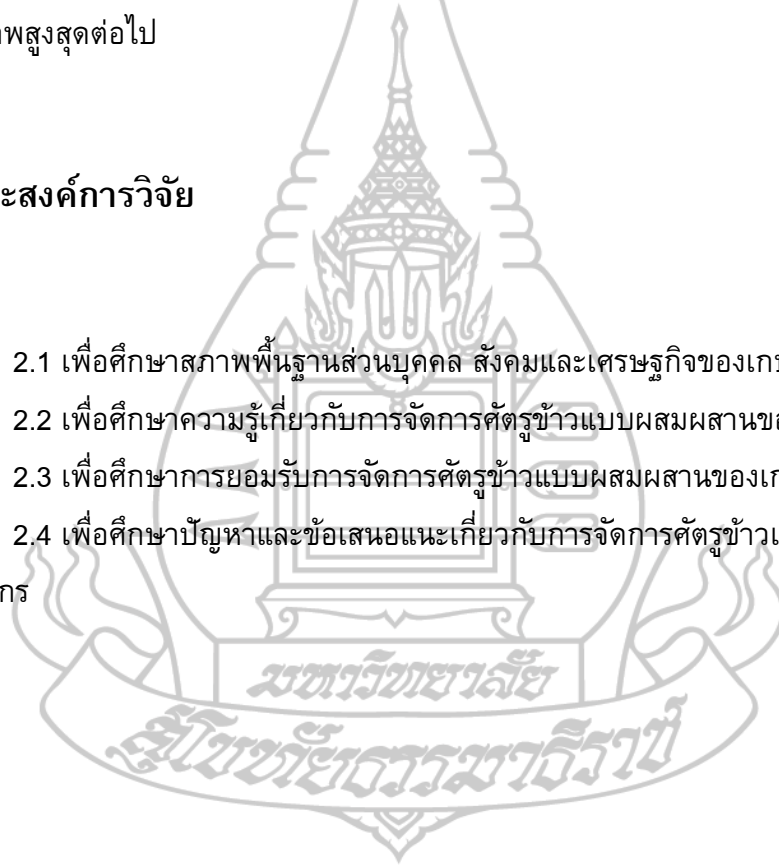 าพสูงสุดต่อไป
ะสงค์การวิจัย
2.1 เพื่อศึกษาสภาพพื้นฐานส่วนบุคคล สังคมและเศรษฐกิจของเก
2.2 เพื่อศึกษาความรู้เกี่ยวกับการจัดการศัตรูข้าวแบบผสมผสานขอ
2.3 เพื่อศึกษาการยอมรับการจัดการศัตรูข้าวแบบผสมผสานของเก
2.4 เพื่อศึกษาปัญหาและข้อเสนอแนะเกี่ยวกับการจัดการศัตรูข้าวแ
กร
มหาวิทยาลัย
สุโขทัยธรรมาธิราช